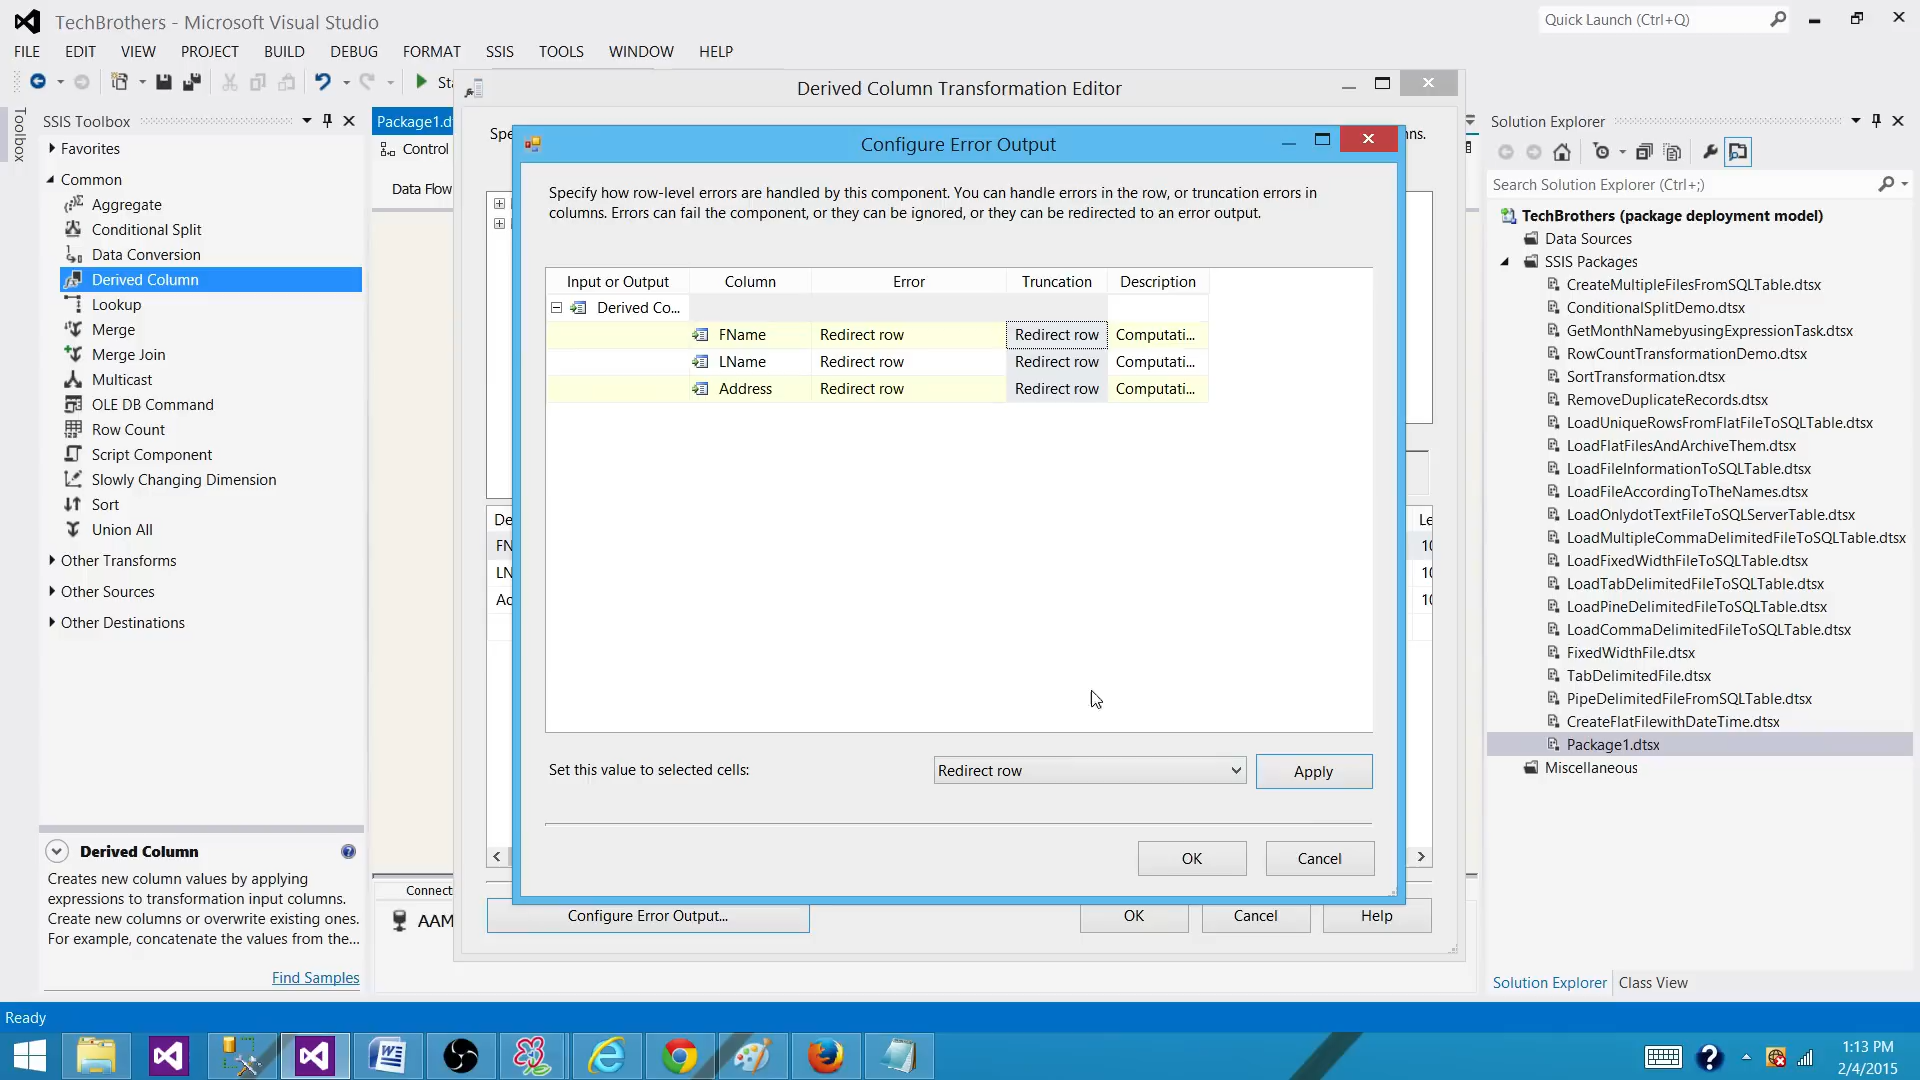 TechBrothers - Microsoft Visual Studio
Quick Launch (Ctrl+Q)
FILE EDIT VIEW PROJECT BUILD DEBUG FORMAT SSIS TOOLS WINDOW HELP
Toolbox
SSIS Toolbox
Favorites
Common
Aggregate
Conditional Split
Data Conversion
Derived Column
Lookup
Merge
Merge Join
Multicast
OLE DB Command
Row Count
Script Component
Slowly Changing Dimension
Sort
Union All
Other Transforms
Other Sources
Other Destinations
Derived Column
Creates new column values by applying
expressions to transformation input columns.
Create new columns or overwrite existing ones.
For example, concatenate the values from the...
Find Samples
Package1.d
Control
Data Flow
Connect
AAM
Derived Column Transformation Editor
Configure Error Output
Specify how row-level errors are handled by this component. You can handle errors in the row, or truncation errors in
columns. Errors can fail the component, or they can be ignored, or they can be redirected to an error output.
Input or Output Column Error Truncation Description
Derived Co...
FName Redirect row Redirect row Computati...
LName Redirect row Redirect row Computati...
Address Redirect row Redirect row Computati...
Set this value to selected cells: Redirect row Apply
OK Cancel
Configure Error Output... OK Cancel Help
Solution Explorer
Search Solution Explorer (Ctrl+;)
TechBrothers (package deployment model)
Data Sources
SSIS Packages
CreateMultipleFilesFromSQLTable.dtsx
ConditionalSplitDemo.dtsx
GetMonthNamebyusingExpressionTask.dtsx
RowCountTransformationDemo.dtsx
SortTransformation.dtsx
RemoveDuplicateRecords.dtsx
LoadUniqueRowsFromFlatFileToSQLTable.dtsx
LoadFlatFilesAndArchiveThem.dtsx
LoadFileInformationToSQLTable.dtsx
LoadFileAccordingToTheNames.dtsx
LoadOnlydotTextFileToSQLServerTable.dtsx
LoadMultipleCommaDelimitedFileToSQLTable.dtsx
LoadFixedWidthFileToSQLTable.dtsx
LoadTabDelimitedFileToSQLTable.dtsx
LoadPineDelimitedFileToSQLTable.dtsx
LoadCommaDelimitedFileToSQLTable.dtsx
FixedWidthFile.dtsx
TabDelimitedFile.dtsx
PipeDelimitedFileFromSQLTable.dtsx
CreateFlatFilewithDateTime.dtsx
Package1.dtsx
Miscellaneous
Solution Explorer Class View
Ready
1:13 PM
2/4/2015